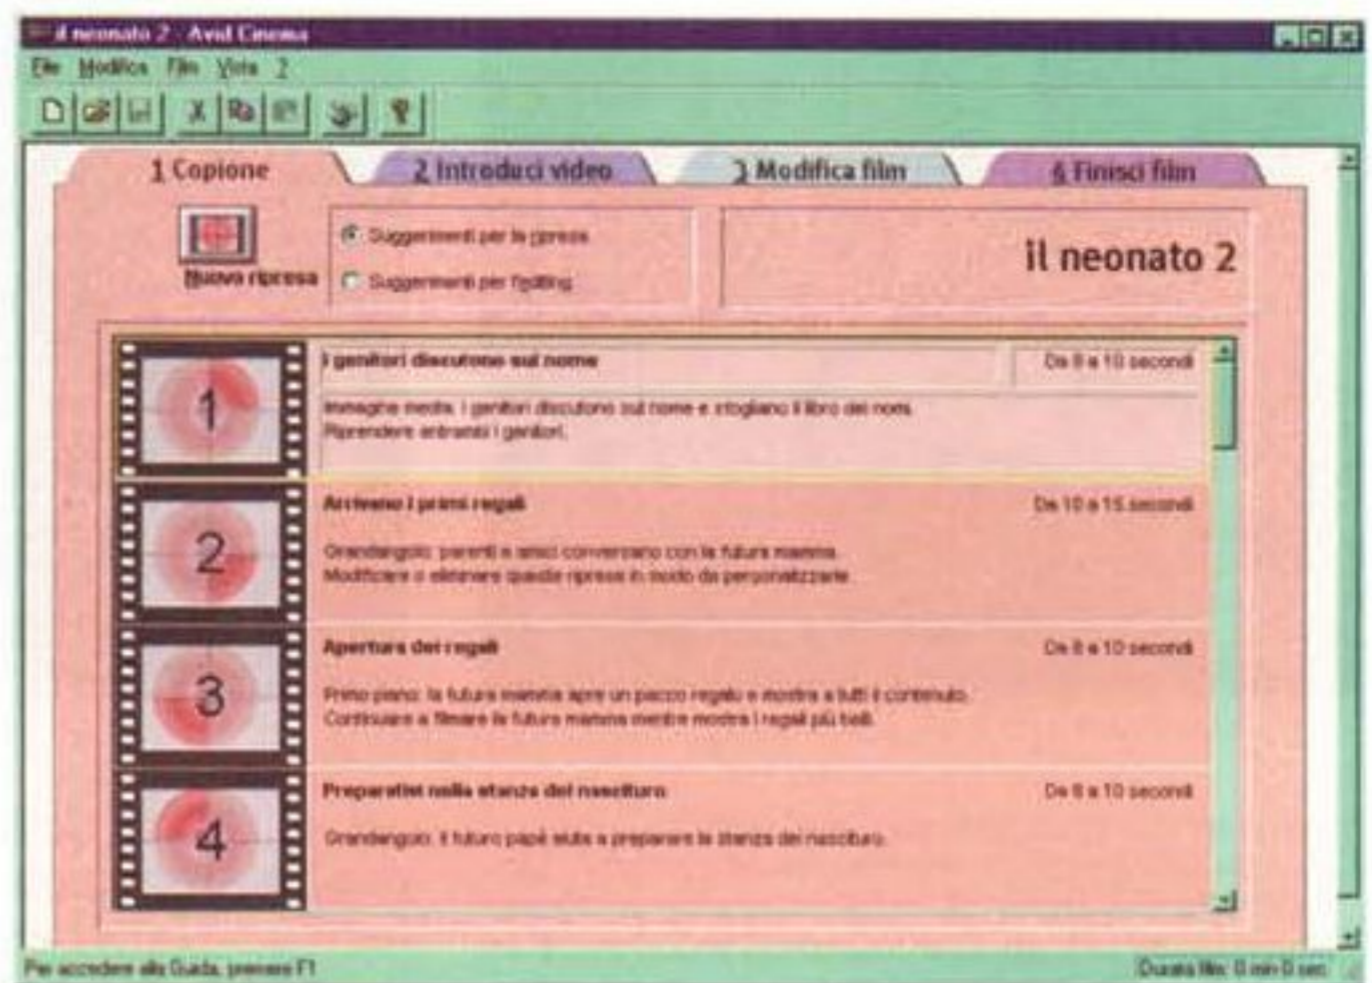 il neonato 2 - Avid Cinema
File Modifica Film Vista ?
1 Copione
2 Introduci video
3 Modifica film
4 Finisci film
Nuova ripresa
Suggerimenti per la ripresa
Suggerimenti per l'editing
il neonato 2
1
I genitori discutono sul nome
Da 8 a 10 secondi
Immagine media: i genitori discutono sul nome e sfogliano il libro dei nomi.
Riprendere entrambi i genitori.
2
Arrivano i primi regali
Da 10 a 15 secondi
Grandangolo: parenti e amici conversano con la futura mamma.
Modificare o eliminare queste riprese in modo da personalizzarle.
3
Apertura dei regali
Da 8 a 10 secondi
Primo piano: la futura mamma apre un pacco regalo e mostra a tutti il contenuto.
Continuare a filmare la futura mamma mentre mostra i regali più belli.
4
Preparativi nella stanza del nascituro
Da 8 a 10 secondi
Grandangolo: il futuro papà aiuta a preparare la stanza del nascituro.
Per accedere alla Guida, premere F1
Durata film: 0 min 0 sec